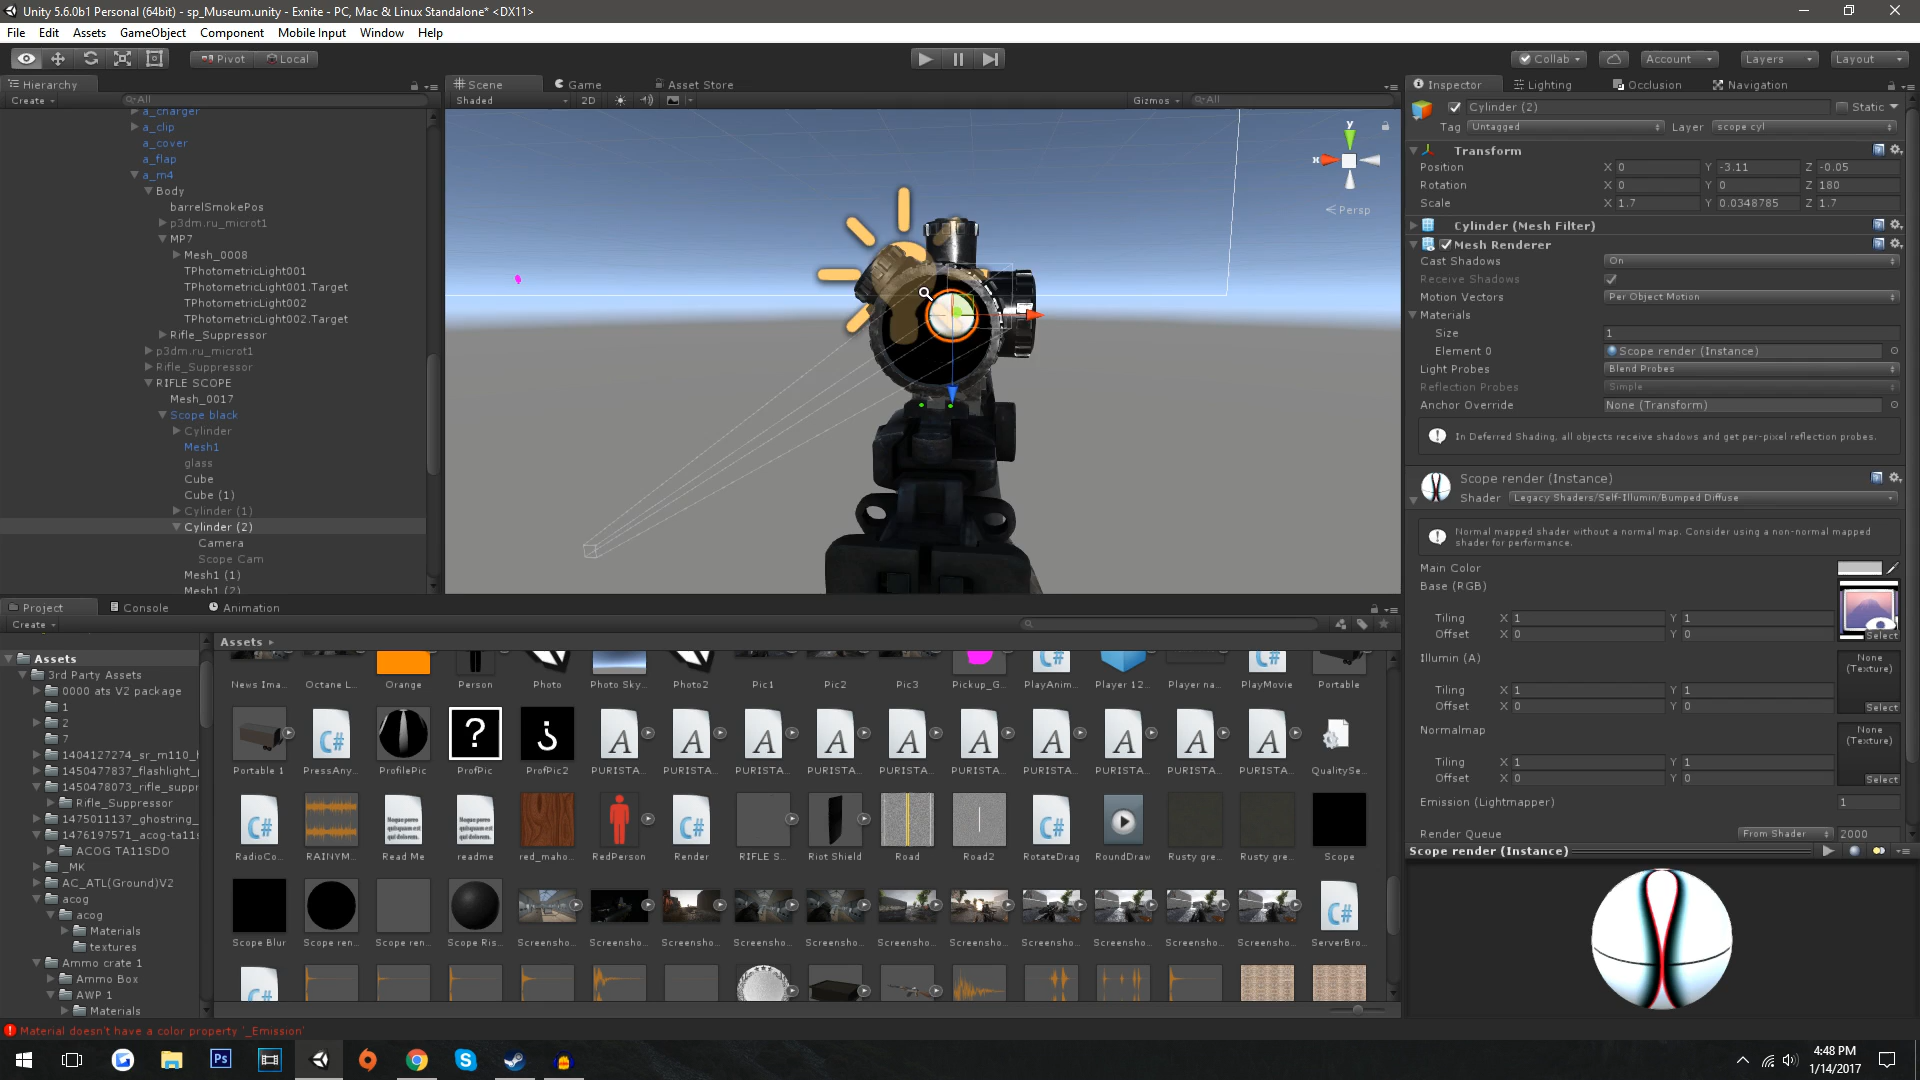 Unity 5.6.0b1 Personal (64bit) - sp_Museum.unity - Exnite - PC, Mac & Linux Standalone* <DX11>
File Edit Assets GameObject Component Mobile Input Window Help
Pivot Local Collab Account Layers Layout
Hierarchy Scene Game Asset Store Inspector Lighting Occlusion Navigation
Create All Shaded 2D Gizmos All
a_charger
a_clip
a_cover
a_flap
a_m4
Body
barrelSmokePos
p3dm.ru_microt1
MP7
Mesh_0008
TPhotometricLight001
TPhotometricLight001.Target
TPhotometricLight002
TPhotometricLight002.Target
Rifle_Suppressor
p3dm.ru_microt1
Rifle_Suppressor
RIFLE SCOPE
Mesh_0017
Scope black
Cylinder
Mesh1
glass
Cube
Cube (1)
Cylinder (1)
Cylinder (2)
Camera
Scope Cam
Mesh1 (1)
Mesh1 (2)
y
x
Persp
Cylinder (2) Static
Tag Untagged Layer scope cyl
Transform
Position X 0 Y -3.11 Z -0.05
Rotation X 0 Y 0 Z 180
Scale X 1.7 Y 0.0348785 Z 1.7
Cylinder (Mesh Filter)
Mesh Renderer
Cast Shadows On
Receive Shadows
Motion Vectors Per Object Motion
Materials
Size 1
Element 0 Scope render (Instance)
Light Probes Blend Probes
Reflection Probes Simple
Anchor Override None (Transform)
In Deferred Shading, all objects receive shadows and get per-pixel reflection probes.
Scope render (Instance)
Shader Legacy Shaders/Self-Illumin/Bumped Diffuse
Normal mapped shader without a normal map. Consider using a non-normal mapped
shader for performance.
Main Color
Base (RGB)
Tiling X 1 Y 1
Offset X 0 Y 0
Select
Illumin (A)
None
(Texture)
Tiling X 1 Y 1
Offset X 0 Y 0
Select
Normalmap
None
(Texture)
Tiling X 1 Y 1
Offset X 0 Y 0
Select
Emission (Lightmapper) 1
Render Queue From Shader 2000
Scope render (Instance)
Project Console Animation
Create
Assets
Assets
3rd Party Assets
0000 ats V2 package
1
2
7
1404127274_sr_m110_
1450477837_flashlight_
1450478073_rifle_suppr
Rifle_Suppressor
1475011137_ghostring_
1476197571_acog-ta11s
ACOG TA11SDO
_MK
AC_ATL(Ground)V2
acog
acog
Materials
textures
Ammo crate 1
Ammo Box
AWP 1
Materials
C# C# C#
News Ima... Octane L... Orange Person Photo Photo Sky... Photo2 Pic1 Pic2 Pic3 Pickup_G... PlayAnim... Player 12... Player na... PlayMovie Portable
C# ? A A A A A A A A A A
Portable 1 PressAny... ProfilePic ProfPic ProfPic2 PURISTA... PURISTA... PURISTA... PURISTA... PURISTA... PURISTA... PURISTA... PURISTA... PURISTA... PURISTA... QualitySe...
C# C# C#
RadioCo... RAINYM... Read Me readme red_maho... RedPerson Render RIFLE S... Riot Shield Road Road2 RotateDrag RoundDraw Rusty gre... Rusty gre... Scope
C#
Scope Blur Scope ren... Scope ren... Scope Ris... Screensho... Screensho... Screensho... Screensho... Screensho... Screensho... Screensho... Screensho... Screensho... Screensho... Screensho... ServerBro...
C#
Material doesn't have a color property '_Emission'
Ps
4:48 PM
1/14/2017